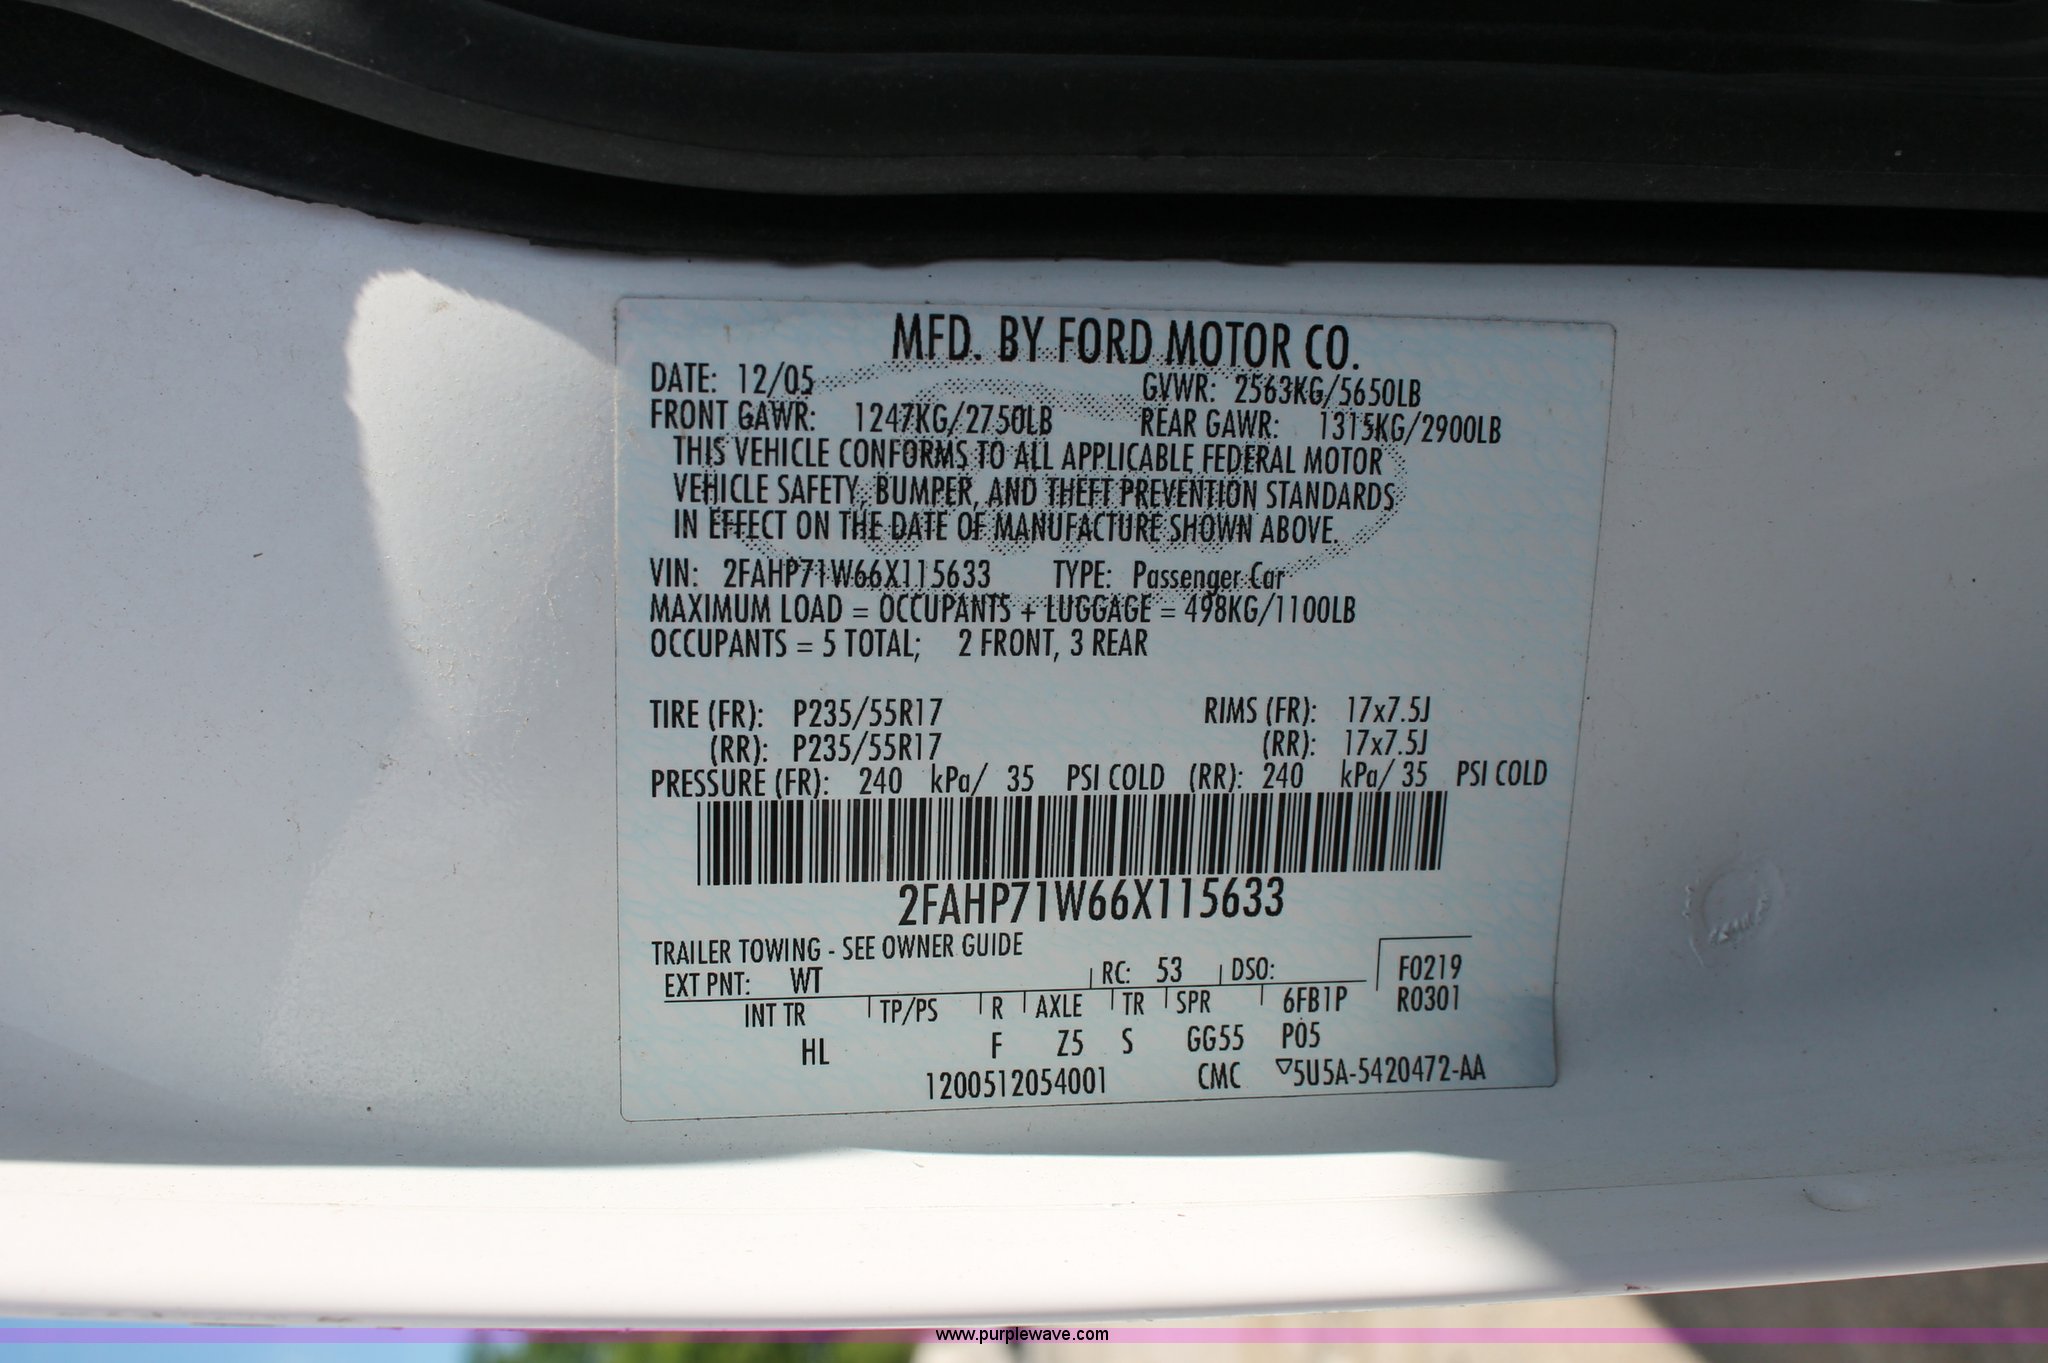 MFD. BY FORD MOTOR CO.
DATE: 12/05 GVWR: 2563KG/5650LB
FRONT GAWR: 1247KG/2750LB REAR GAWR: 1315KG/2900LB
THIS VEHICLE CONFORMS TO ALL APPLICABLE FEDERAL MOTOR
VEHICLE SAFETY, BUMPER, AND THEFT PREVENTION STANDARDS
IN EFFECT ON THE DATE OF MANUFACTURE SHOWN ABOVE.
VIN: 2FAHP71W66X115633 TYPE: Passenger Car
MAXIMUM LOAD = OCCUPANTS + LUGGAGE = 498KG/1100LB
OCCUPANTS = 5 TOTAL; 2 FRONT, 3 REAR
TIRE (FR): P235/55R17 RIMS (FR): 17x7.5J
(RR): P235/55R17 (RR): 17x7.5J
PRESSURE (FR): 240 kPa/ 35 PSI COLD (RR): 240 kPa/ 35 PSI COLD
2FAHP71W66X115633
TRAILER TOWING - SEE OWNER GUIDE
EXT PNT: WT RC: 53 DSO: F0219
INT TR TP/PS R AXLE TR SPR 6FB1P R0301
HL F Z5 S GG55 P05
1200512054001 CMC ▽5U5A-5420472-AA
www.purplewave.com